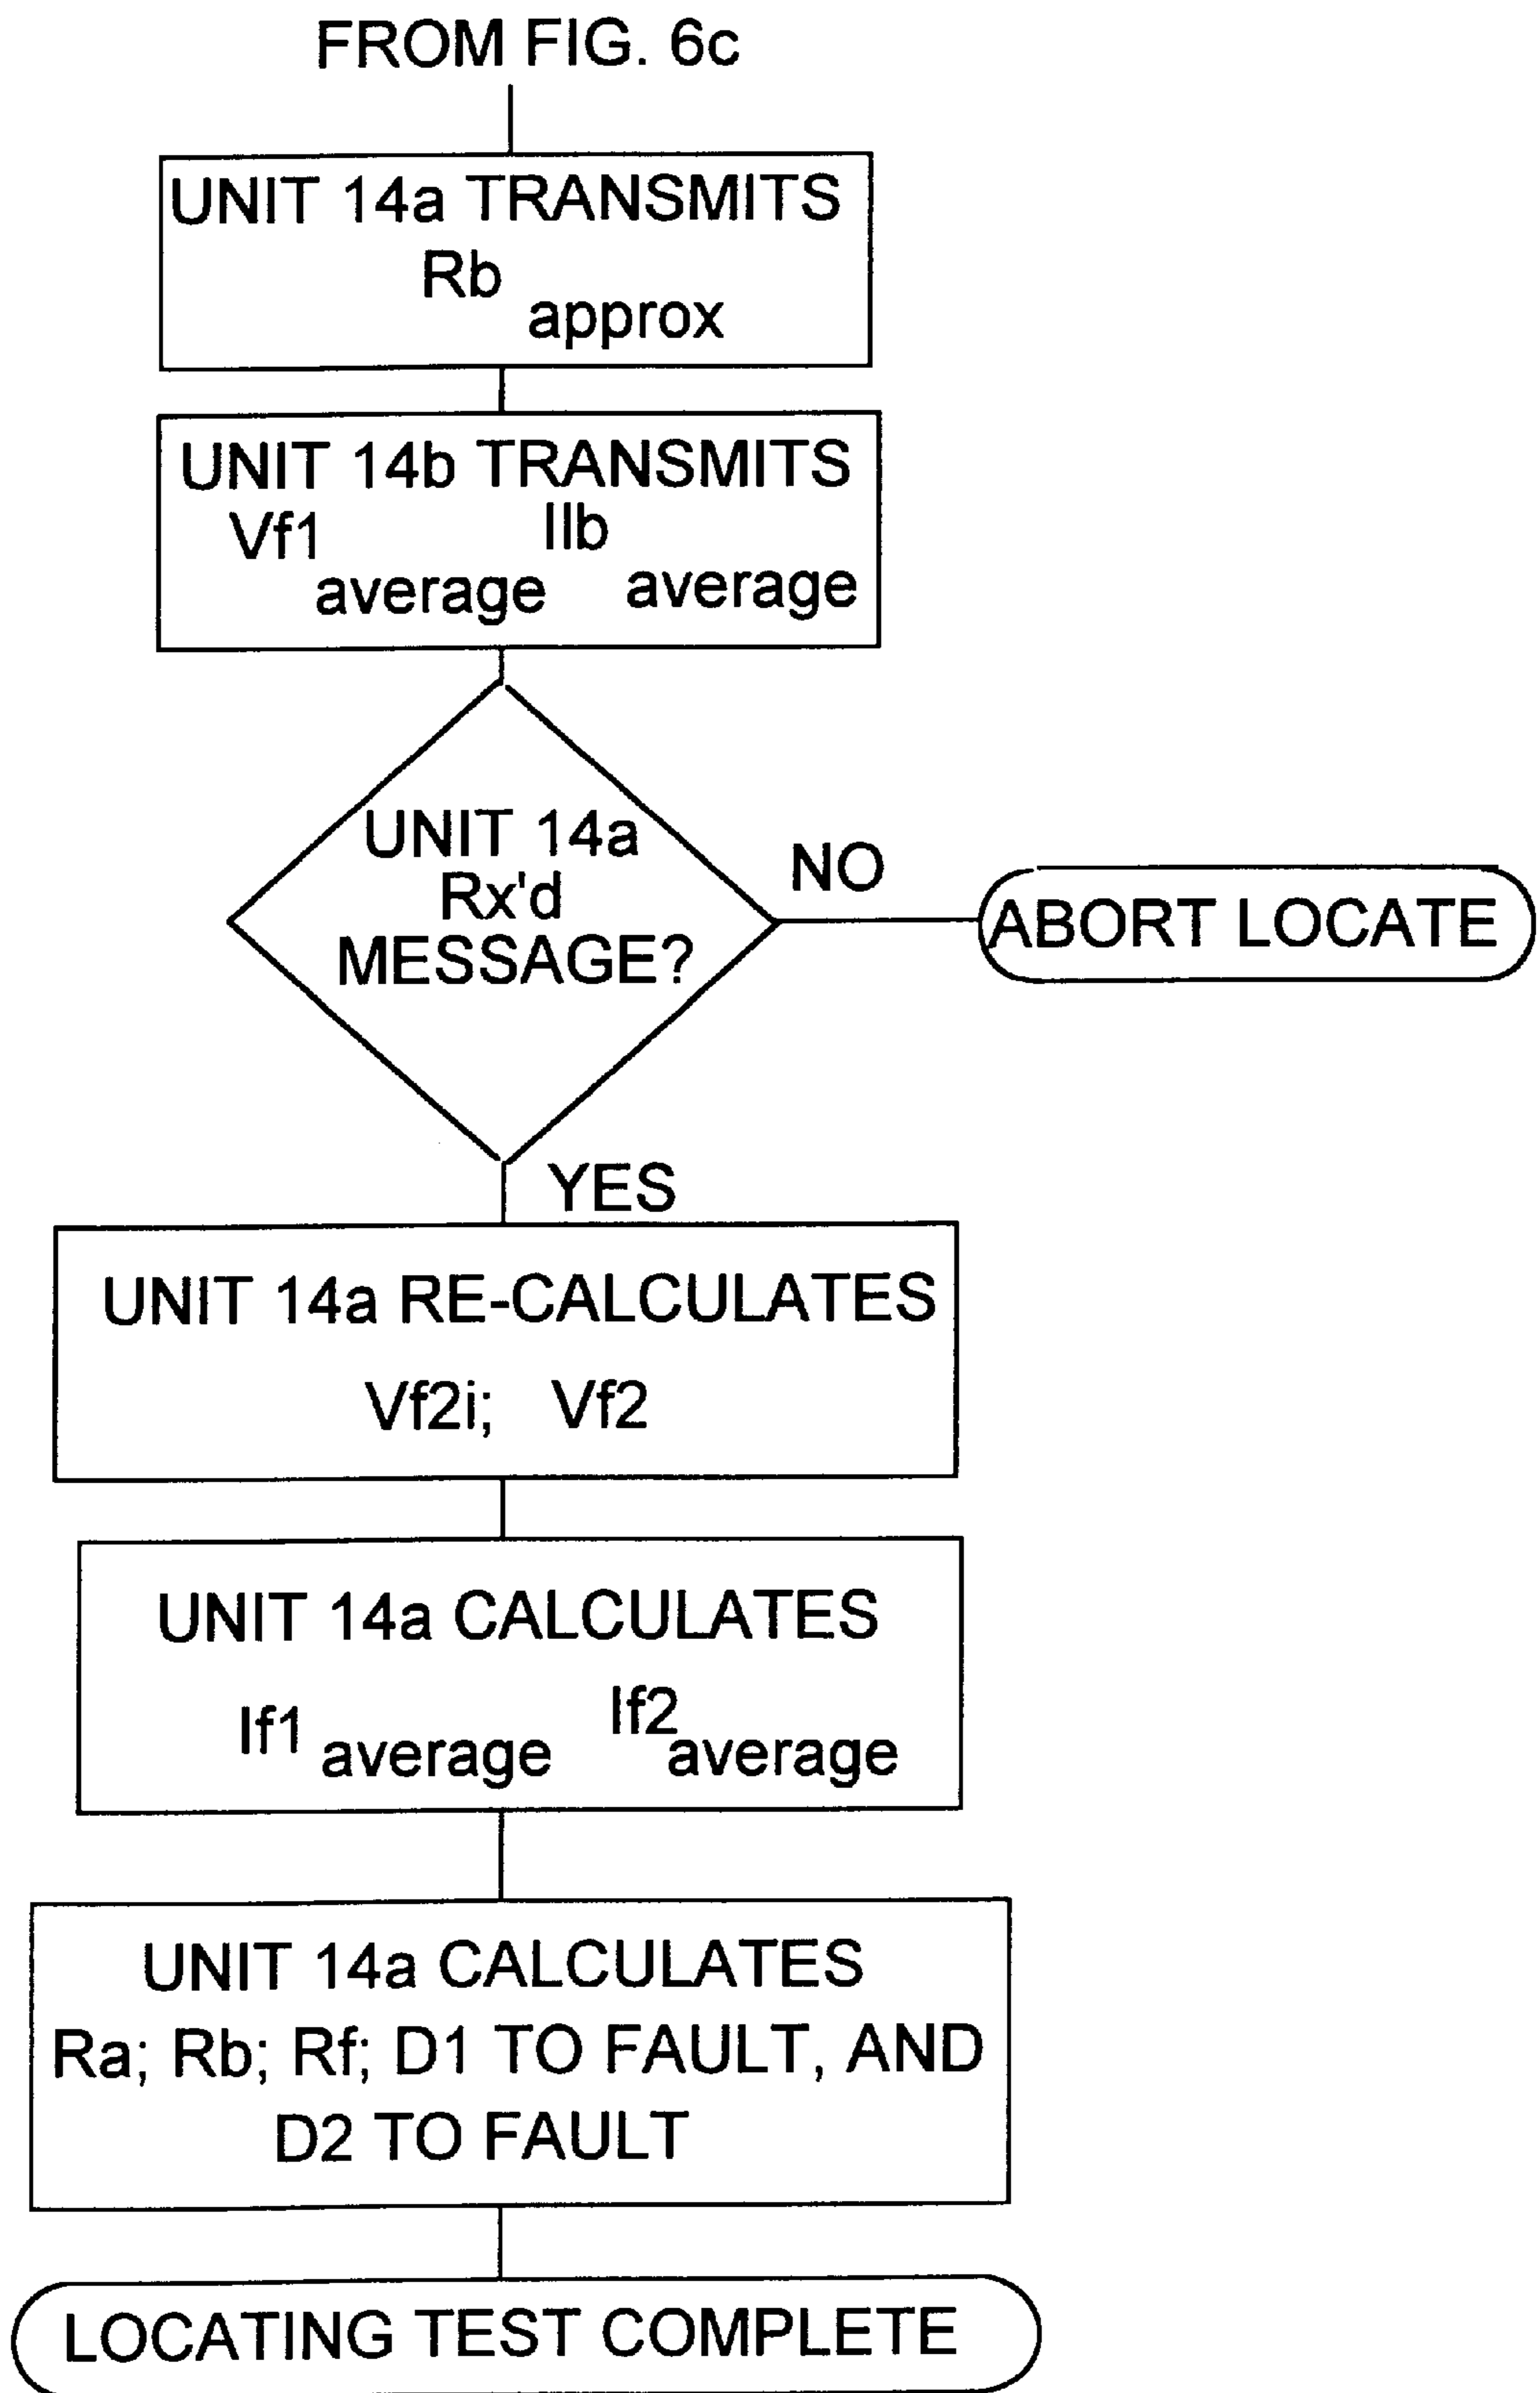 FROM FIG. 6c
UNIT 14a TRANSMITS
Rb approx
UNIT 14b TRANSMITS
Vf1 average IIb average
UNIT 14a
Rx'd
MESSAGE?
NO
ABORT LOCATE
YES
UNIT 14a RE-CALCULATES
Vf2i; Vf2
UNIT 14a CALCULATES
If1 average If2 average
UNIT 14a CALCULATES
Ra; Rb; Rf; D1 TO FAULT, AND
D2 TO FAULT
LOCATING TEST COMPLETE